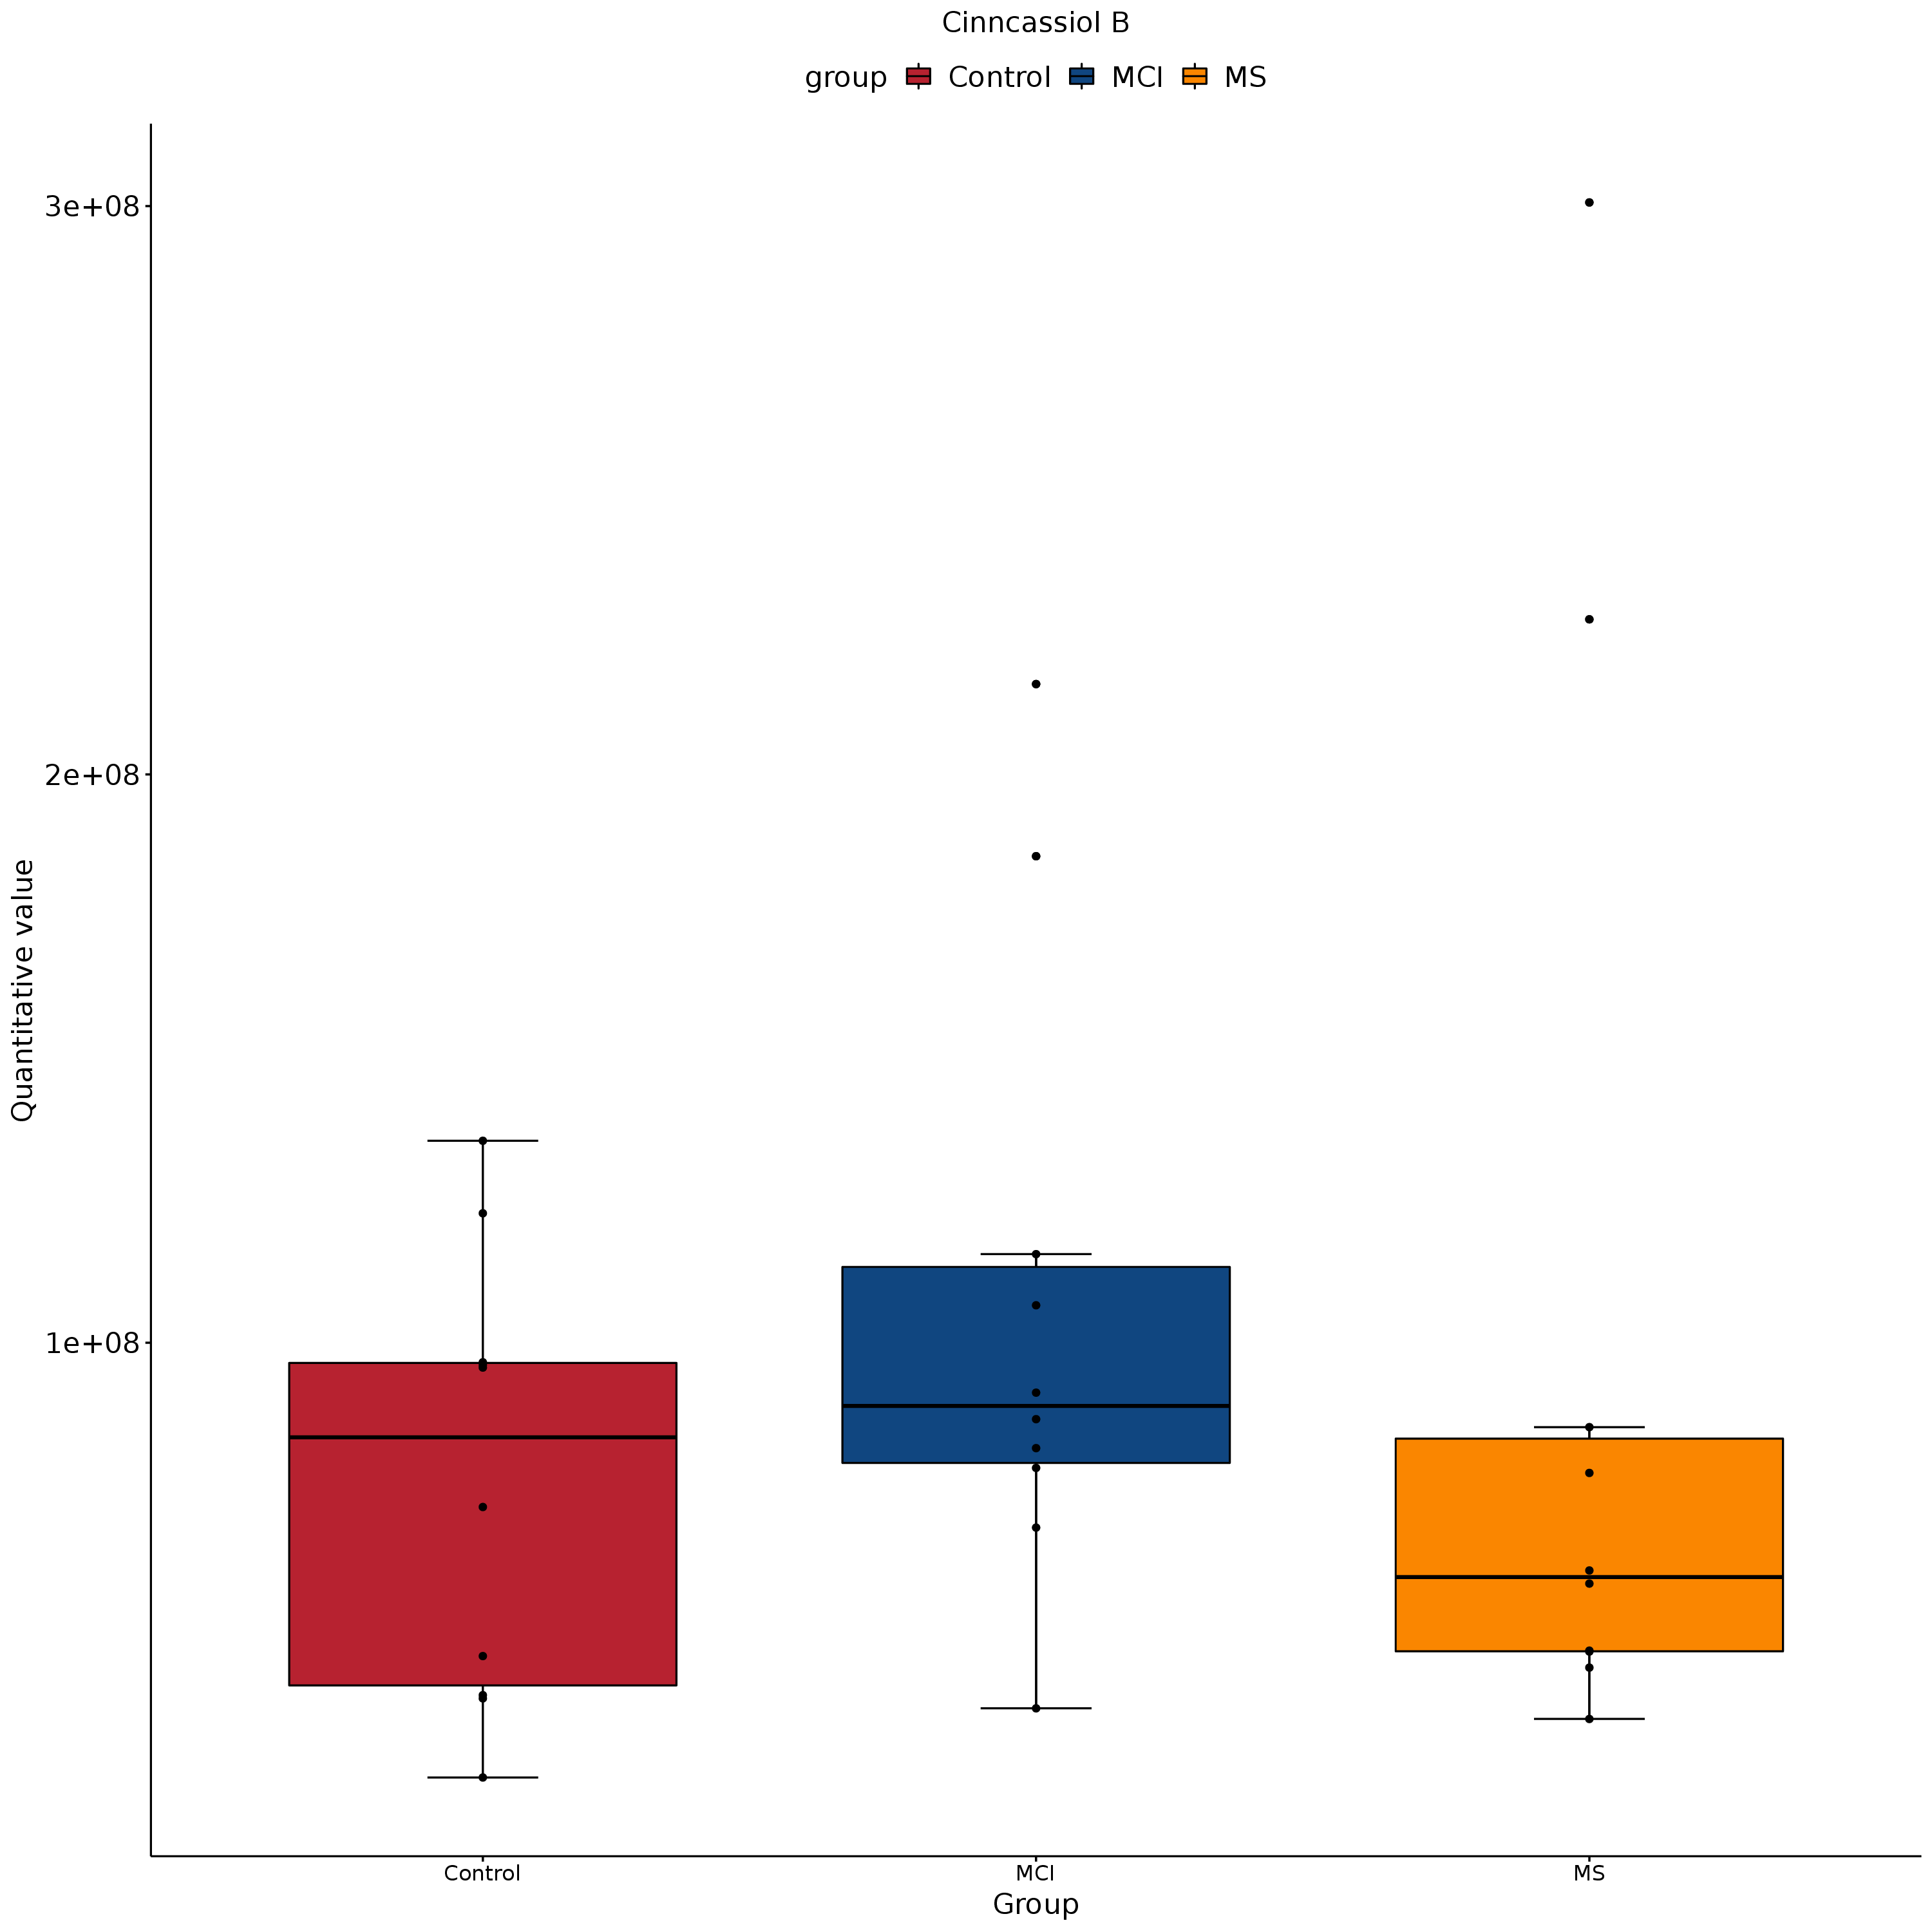 Cinncassiol B
group Control MCI MS
3e+08
2e+08
1e+08
Quantitative value
Control MCI MS
Group